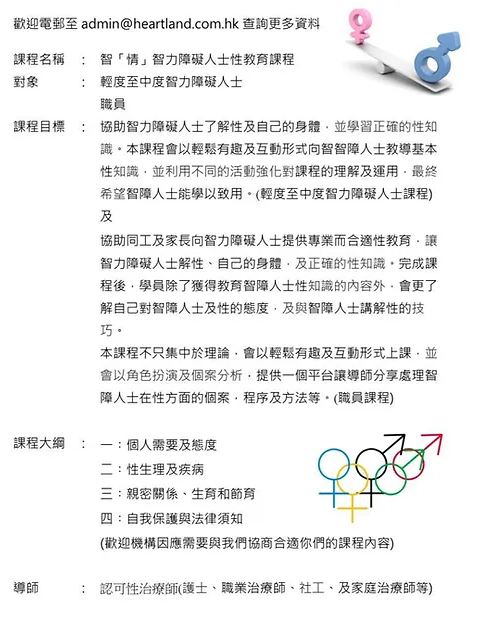 歡迎電郵至 admin@heartland.com.hk 查詢更多資料
課程名稱 : 智「情」智力障礙人士性教育課程
對象 : 輕度至中度智力障礙人士
職員
課程目標 : 協助智力障礙人士了解性及自己的身體，並學習正確的性知
識。本課程會以輕鬆有趣及互動形式向智智障人士教導基本
性知識，並利用不同的活動強化對課程的理解及運用，最終
希望智障人士能學以致用。(輕度至中度智力障礙人士課程)
及
協助同工及家長向智力障礙人士提供專業而合適性教育，讓
智力障礙人士解性、自己的身體，及正確的性知識。完成課
程後，學員除了獲得教育智障人士性知識的內容外，會更了
解自己對智障人士及性的態度，及與智障人士講解性的技
巧。
本課程不只集中於理論，會以輕鬆有趣及互動形式上課，並
會以角色扮演及個案分析，提供一個平台讓導師分享處理智
障人士在性方面的個案，程序及方法等。(職員課程)
課程大綱 : 一：個人需要及態度
二：性生理及疾病
三：親密關係、生育和節育
四：自我保護與法律須知
(歡迎機構因應需要與我們協商合適你們的課程內容)
導師 : 認可性治療師(護士、職業治療師、社工、及家庭治療師等)